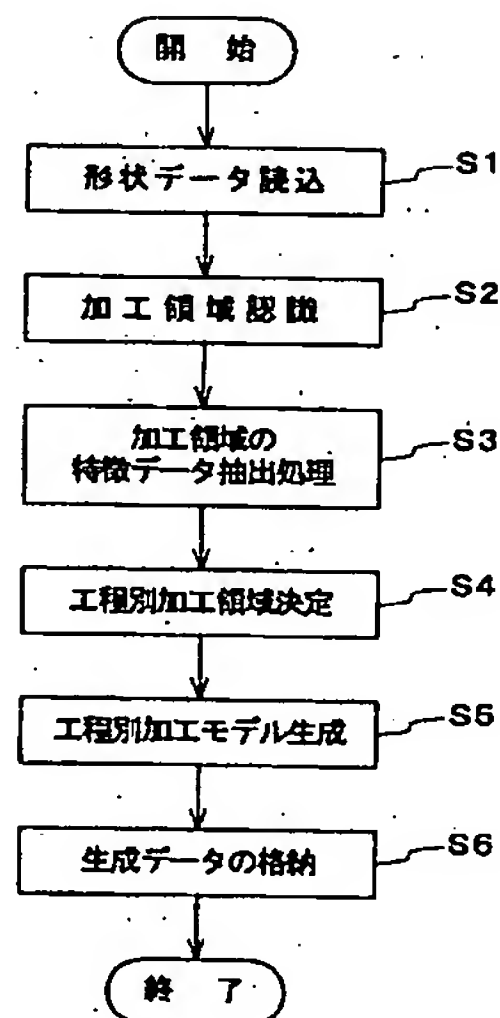 開 始
形状データ読込
S1
加工領域認識
S2
加工領域の
特徴データ抽出処理
S3
工程別加工領域決定
S4
工程別加工モデル生成
S5
生成データの格納
S6
終 了